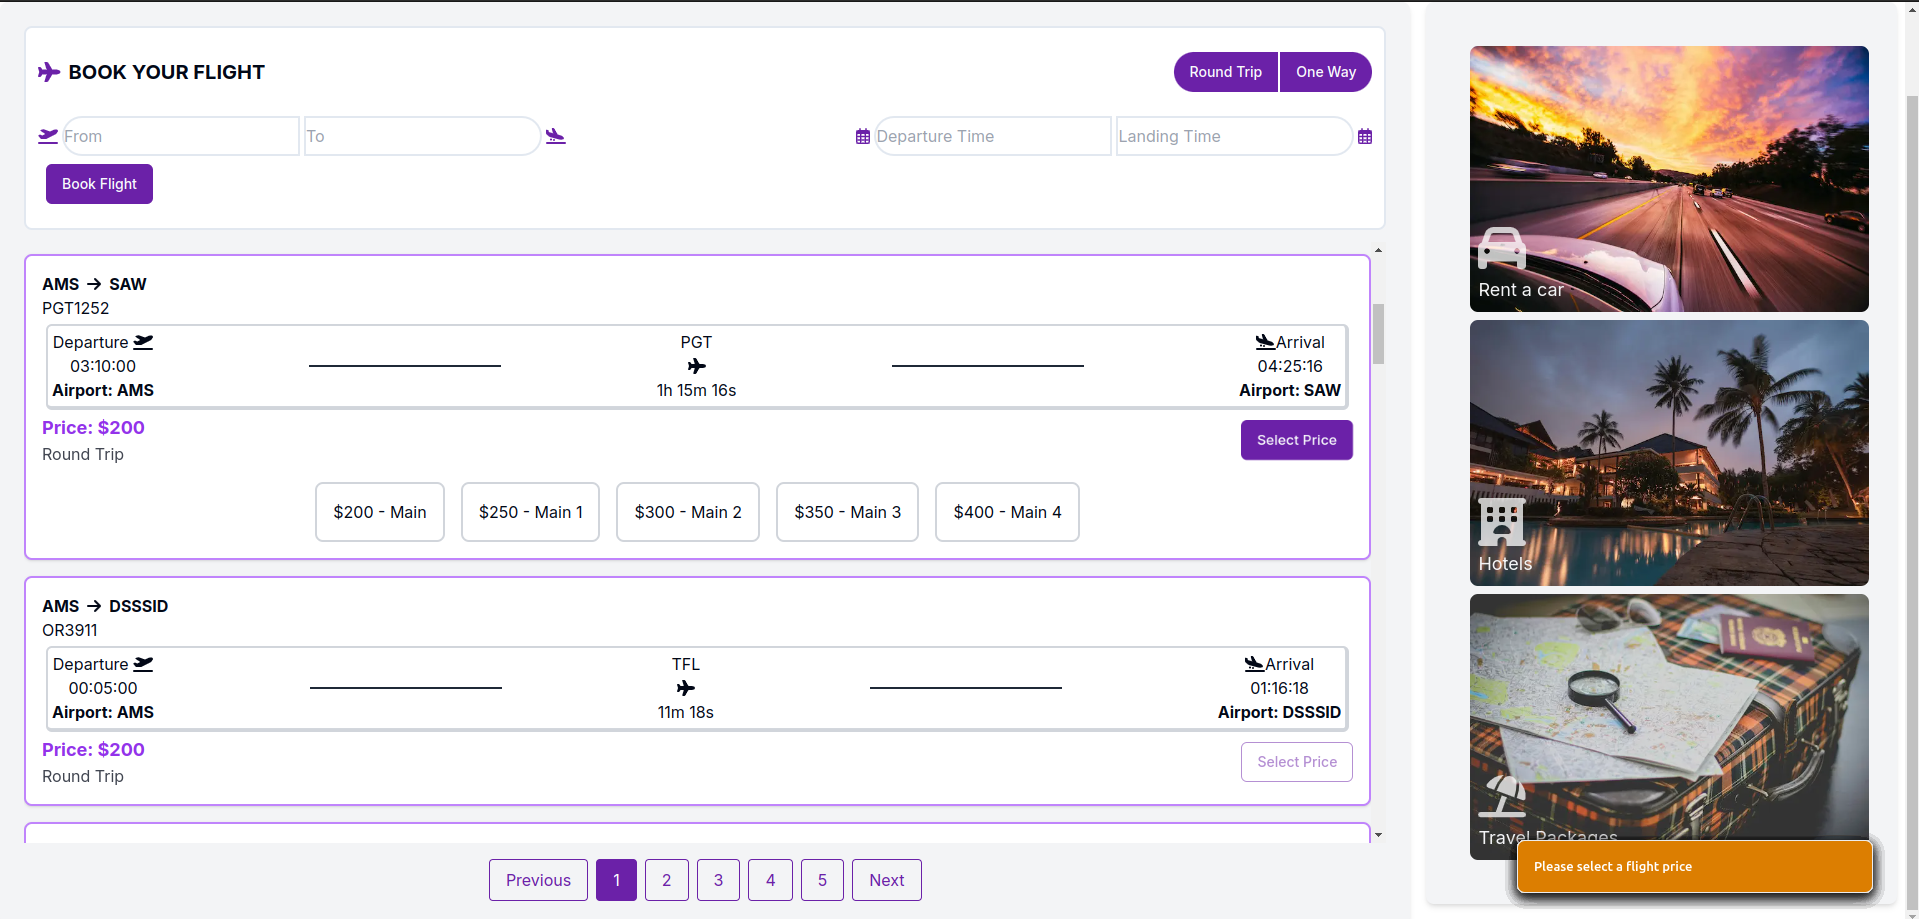 BOOK YOUR FLIGHT
Round Trip
One Way
From
To
Departure Time
Landing Time
Book Flight
AMS → SAW
PGT1252
Departure
PGT
Arrival
03:10:00
04:25:16
Airport: AMS
1h 15m 16s
Airport: SAW
Price: $200
Round Trip
Select Price
$200 - Main
$250 - Main 1
$300 - Main 2
$350 - Main 3
$400 - Main 4
AMS → DSSSID
OR3911
Departure
TFL
Arrival
00:05:00
01:16:18
Airport: AMS
11m 18s
Airport: DSSSID
Price: $200
Round Trip
Select Price
Previous
1
2
3
4
5
Next
Rent a car
Hotels
Travel Packages
Please select a flight price